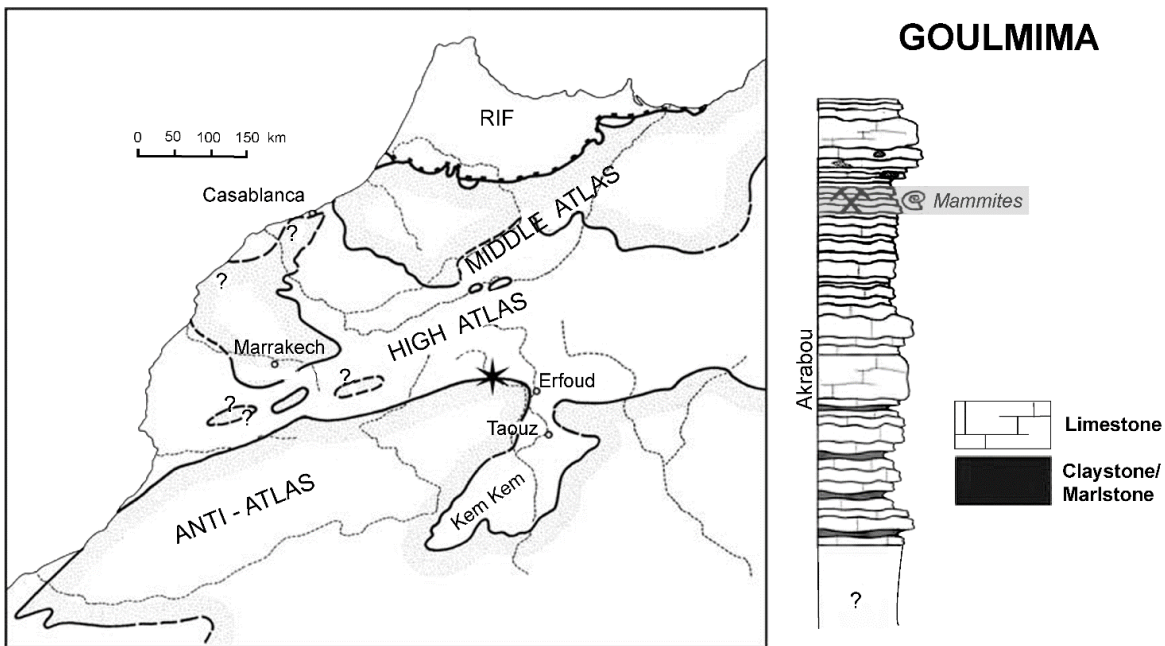 GOULMIMA
RIF
0 50 100 150 km
Casablanca
?
?
MIDDLE ATLAS
HIGH ATLAS
Marrakech
?
?
?
Erfoud
Taouz
Kem Kem
ANTI - ATLAS
Mammites
Akrabou
?
Limestone
Claystone/
Marlstone